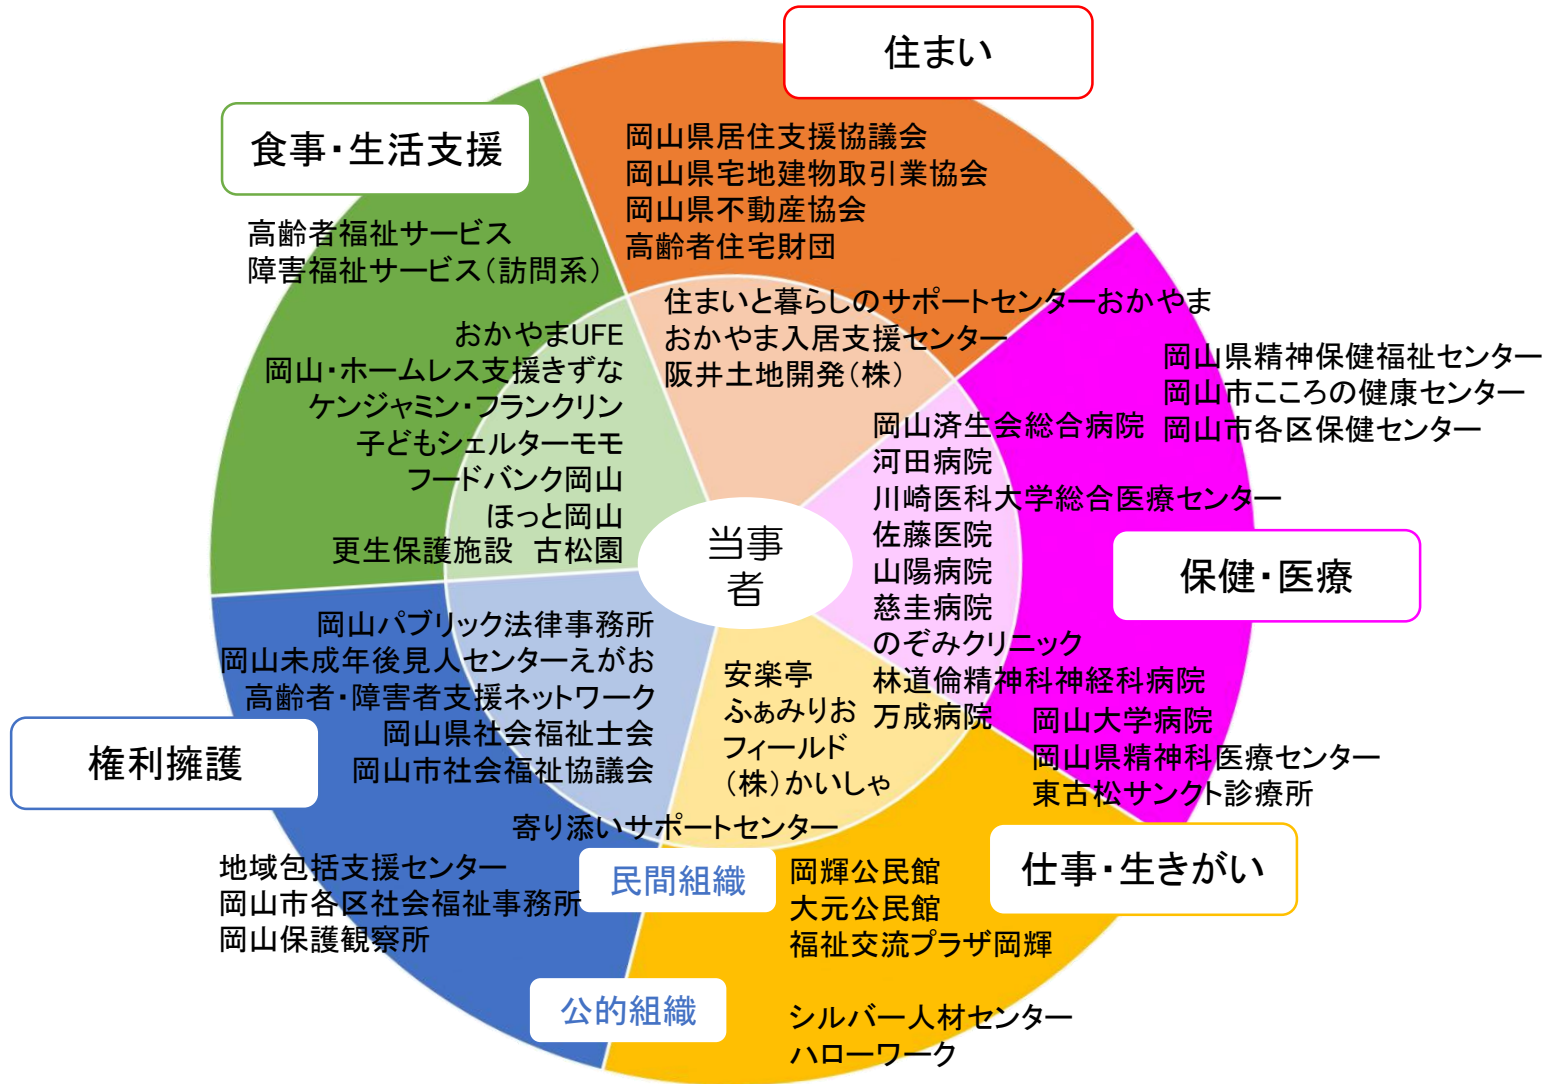 住まい
岡山県居住支援協議会
岡山県宅地建物取引業協会
岡山県不動産協会
高齢者住宅財団
住まいと暮らしのサポートセンターおかやま
おかやま入居支援センター
阪井土地開発（株）
食事・生活支援
高齢者福祉サービス
障害福祉サービス（訪問系）
おかやまUFE
岡山・ホームレス支援きずな
ケンジャミン・フランクリン
子どもシェルターモモ
フードバンク岡山
ほっと岡山
更生保護施設　古松園
当事
者
岡山県精神保健福祉センター
岡山市こころの健康センター
岡山市各区保健センター
岡山済生会総合病院
河田病院
川崎医科大学総合医療センター
佐藤医院
山陽病院
慈圭病院
のぞみクリニック
林道倫精神科神経科病院
万成病院
保健・医療
岡山大学病院
岡山県精神科医療センター
東古松サンクト診療所
岡山パブリック法律事務所
岡山未成年後見人センターえがお
高齢者・障害者支援ネットワーク
岡山県社会福祉士会
岡山市社会福祉協議会
権利擁護
安楽亭
ふぁみりお
フィールド
（株）かいしゃ
寄り添いサポートセンター
地域包括支援センター
岡山市各区社会福祉事務所
岡山保護観察所
民間組織
公的組織
仕事・生きがい
岡輝公民館
大元公民館
福祉交流プラザ岡輝
シルバー人材センター
ハローワーク